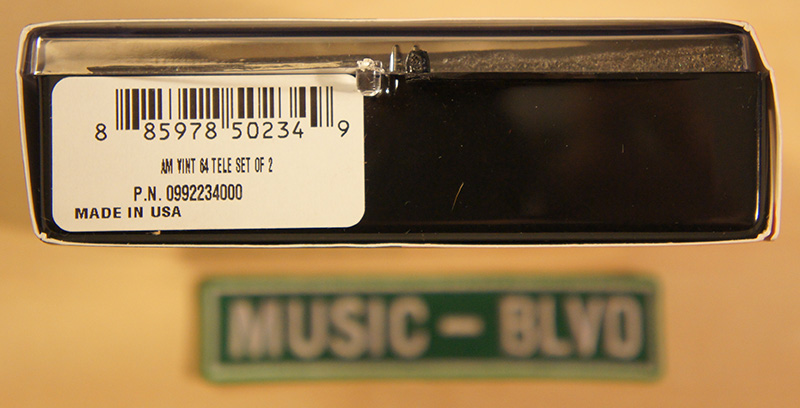 8 85978 50234 9
AM VINT 64 TELE SET OF 2
P.N. 0992234000
MADE IN USA
MUSIC - BLVD